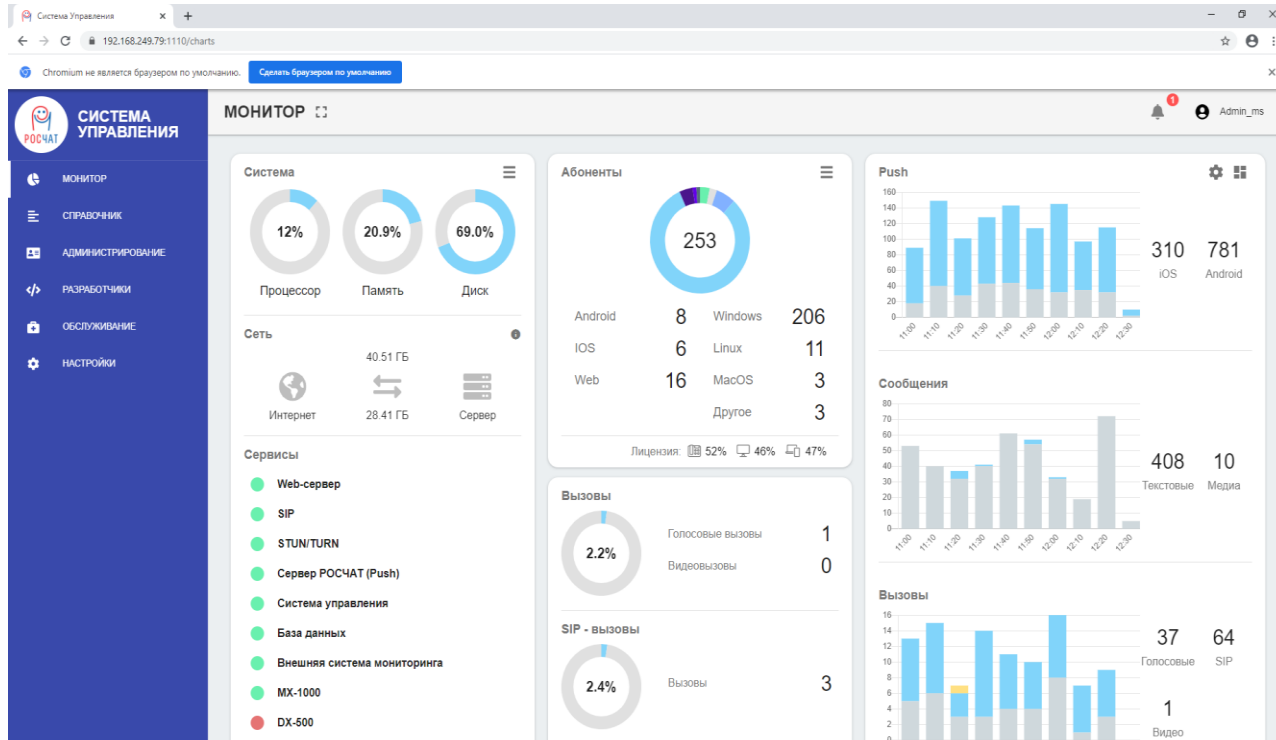 Система Управления
192.168.249.79:1110/charts
Chromium не является браузером по умолчанию. Сделать браузером по умолчанию
РОСЧАТ
СИСТЕМА
УПРАВЛЕНИЯ
МОНИТОР
СПРАВОЧНИК
АДМИНИСТРИРОВАНИЕ
РАЗРАБОТЧИКИ
ОБСЛУЖИВАНИЕ
НАСТРОЙКИ
МОНИТОР
1
Admin_ms
Система
12% 20.9% 69.0%
Процессор Память Диск
Сеть
40.51 ГБ
Интернет 28.41 ГБ Сервер
Сервисы
Web-сервер
SIP
STUN/TURN
Сервер РОСЧАТ (Push)
Система управления
База данных
Внешняя система мониторинга
MX-1000
DX-500
Абоненты
253
Android 8 Windows 206
IOS 6 Linux 11
Web 16 MacOS 3
Другое 3
Лицензия: 52% 46% 47%
Вызовы
2.2%
Голосовые вызовы 1
Видеовызовы 0
SIP - вызовы
2.4%
Вызовы 3
Push
160
140
120
100
80
60
40
20
0
11:00 11:10 11:20 11:30 11:40 11:50 12:00 12:10 12:20 12:30
310 781
iOS Android
Сообщения
80
70
60
50
40
30
20
10
0
11:00 11:10 11:20 11:30 11:40 11:50 12:00 12:10 12:20 12:30
408 10
Текстовые Медиа
Вызовы
16
14
12
10
8
6
4
2
0
37 64
Голосовые SIP
1
Видео